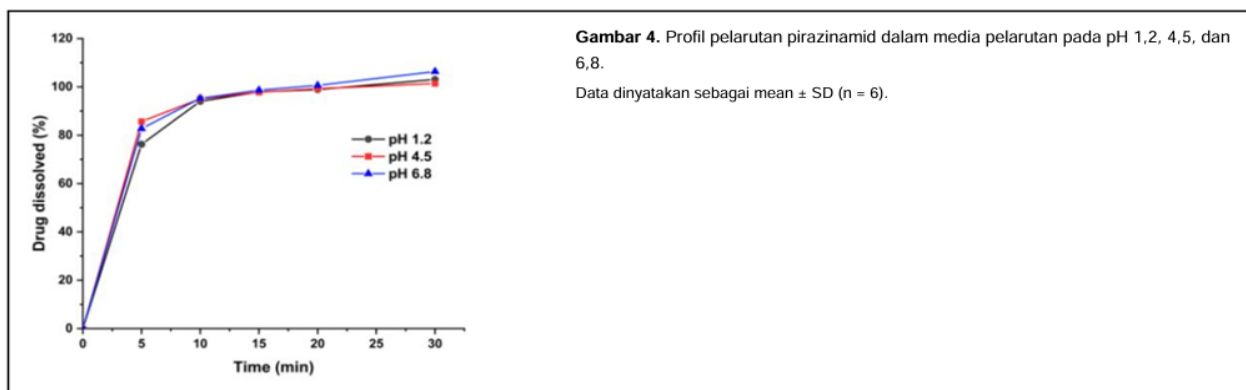 Gambar 4. Profil pelarutan pirazinamid dalam media pelarutan pada pH 1,2, 4,5, dan
6,8.
Data dinyatakan sebagai mean ± SD (n = 6).
120
100
80
60
40
20
0
Drug dissolved (%)
pH 1.2
pH 4.5
pH 6.8
0 5 10 15 20 25 30
Time (min)